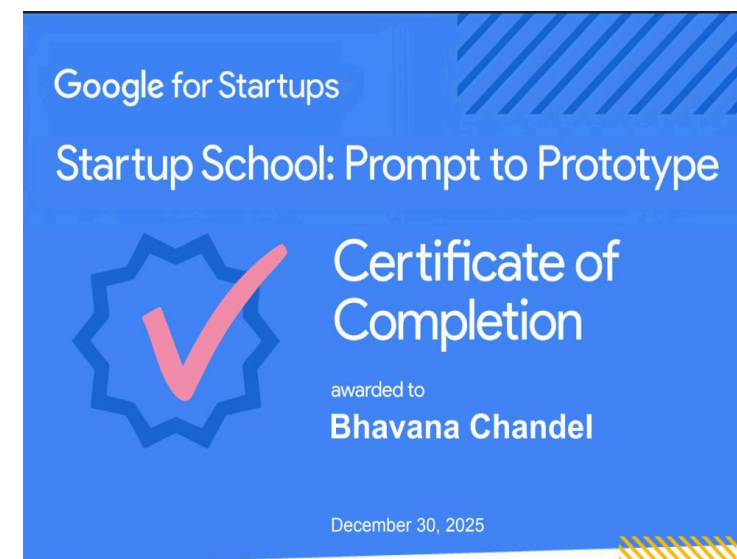 Google for Startups
Startup School: Prompt to Prototype
Certificate of
Completion
awarded to
Bhavana Chandel
December 30, 2025